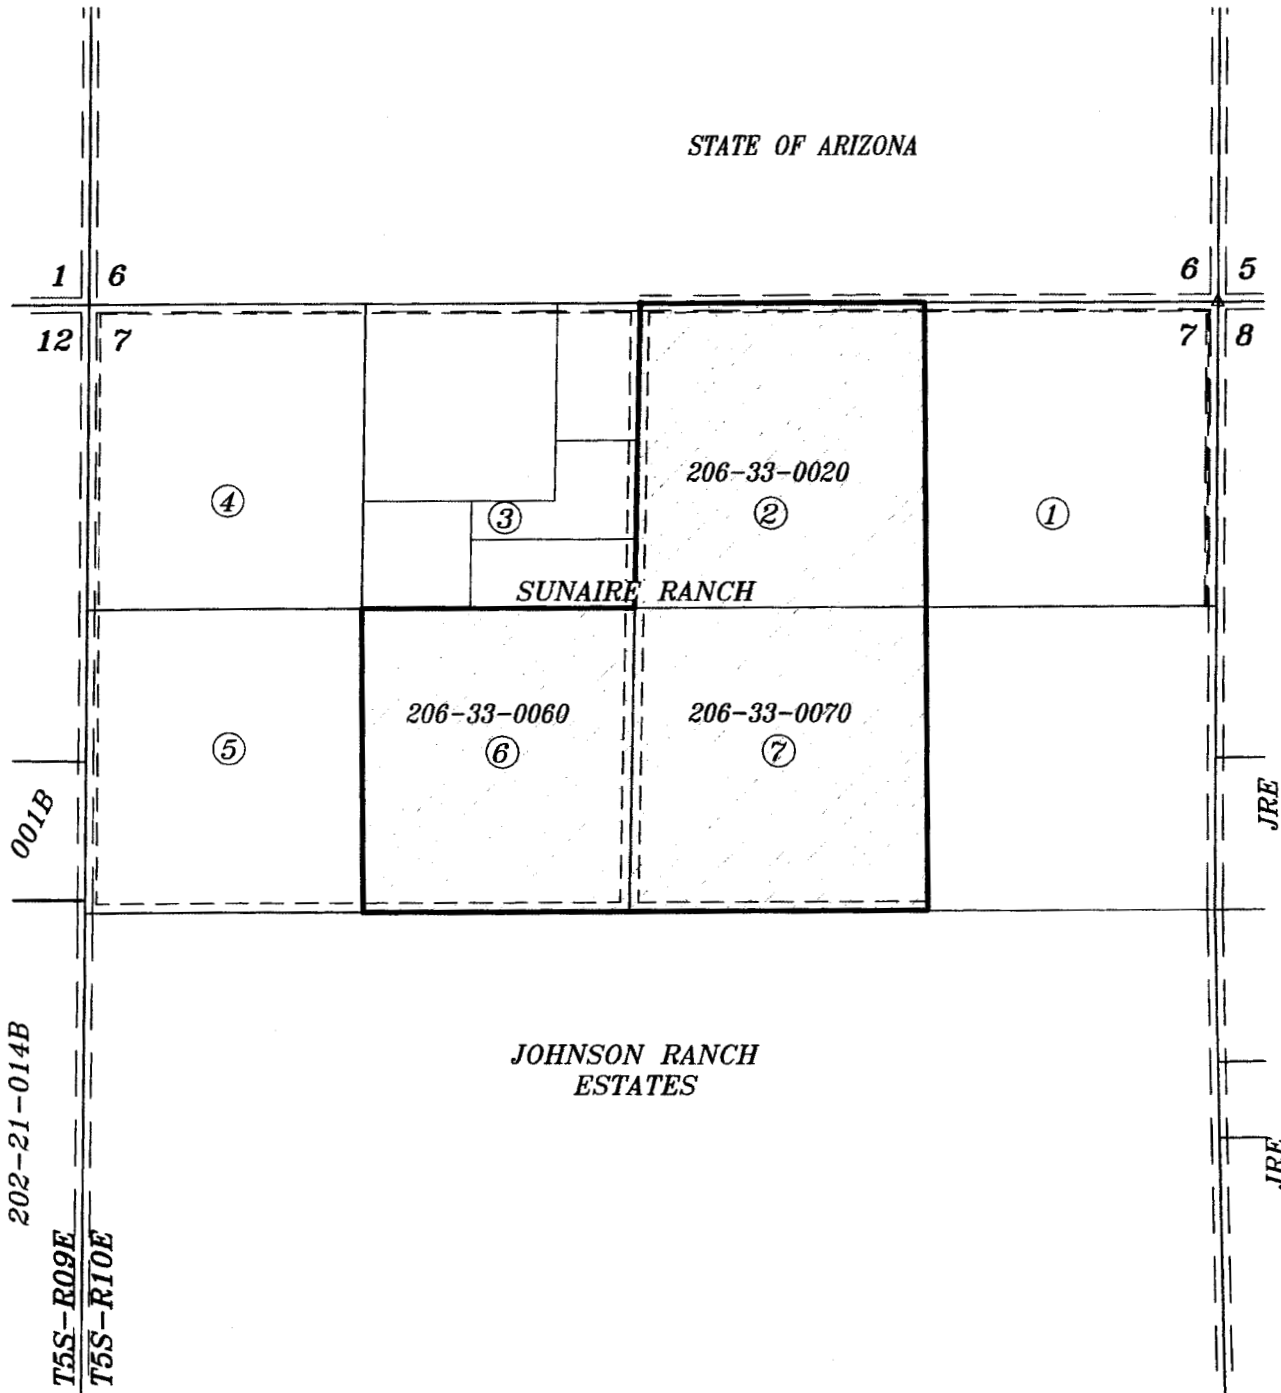 STATE OF ARIZONA
1 6
6 5
12 7
7 8
206-33-0020
4
3
2
1
SUNAIRE RANCH
206-33-0060
206-33-0070
5
6
7
001B
JRE
JOHNSON RANCH
ESTATES
202-21-014B
JRE
T5S-R09E
T5S-R10E